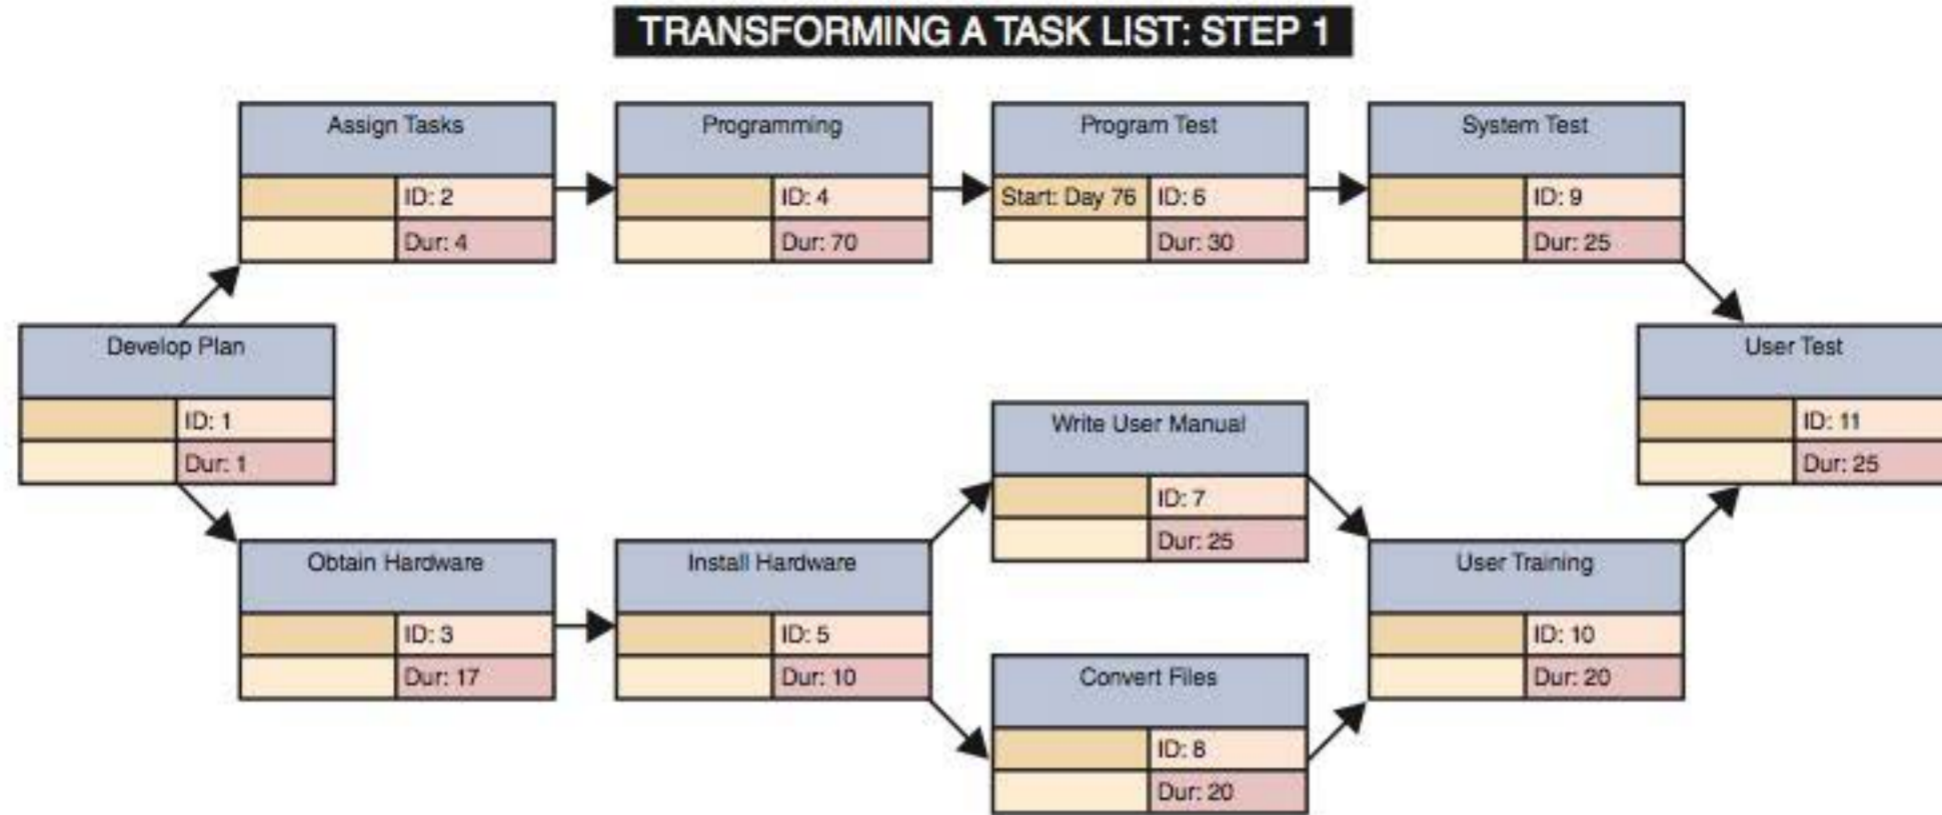 TRANSFORMING A TASK LIST: STEP 1
Assign Tasks
ID: 2
Dur: 4
Programming
ID: 4
Dur: 70
Program Test
Start: Day 76
ID: 6
Dur: 30
System Test
ID: 9
Dur: 25
Develop Plan
ID: 1
Dur: 1
User Test
ID: 11
Dur: 25
Write User Manual
ID: 7
Dur: 25
Obtain Hardware
ID: 3
Dur: 17
Install Hardware
ID: 5
Dur: 10
User Training
ID: 10
Dur: 20
Convert Files
ID: 8
Dur: 20